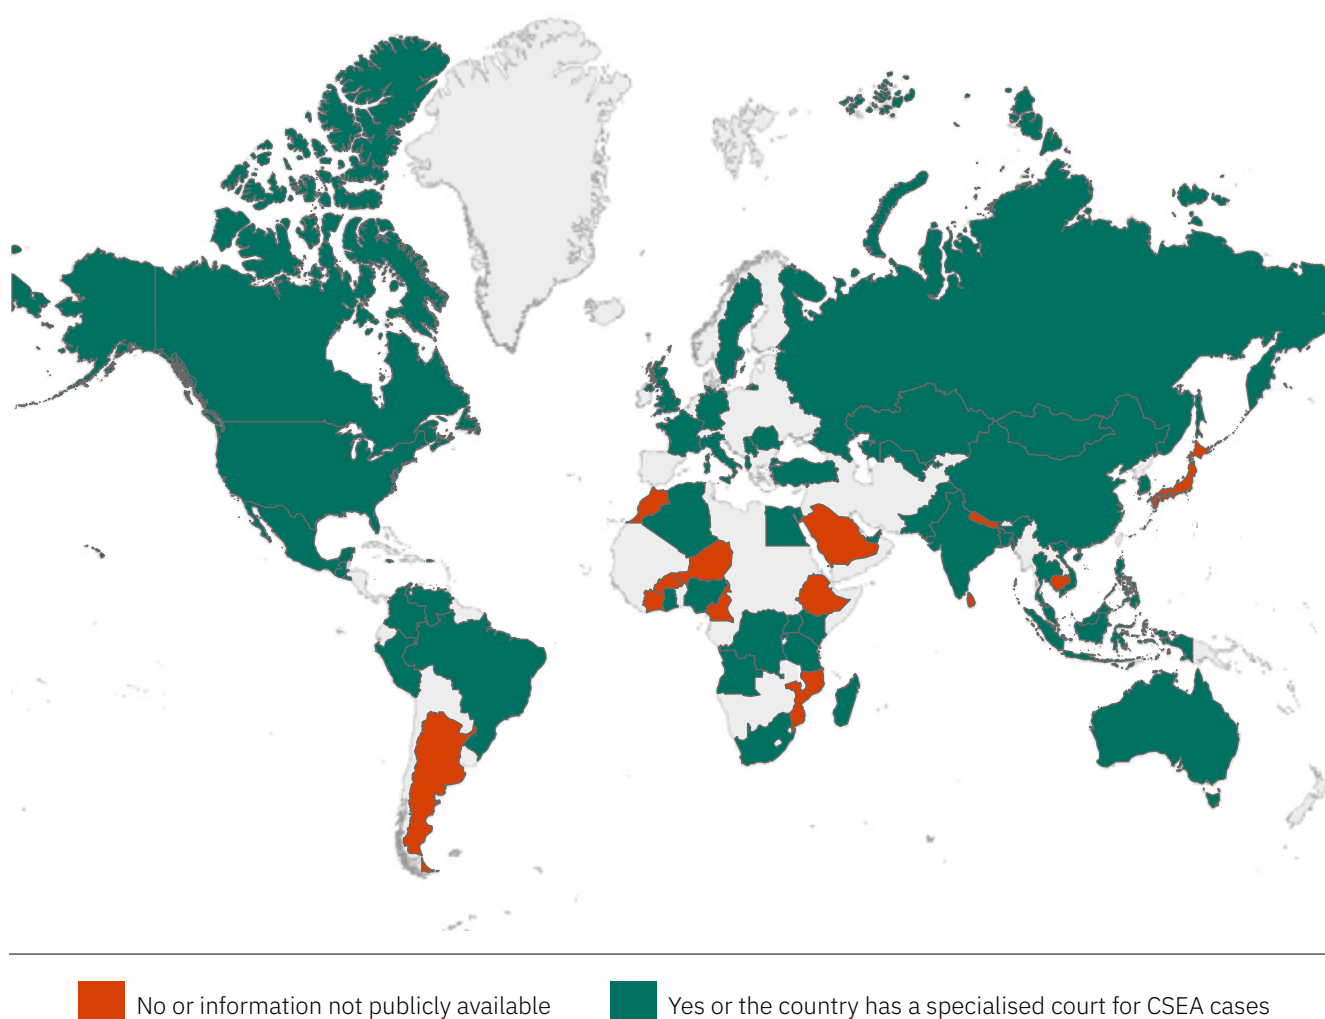 No or information not publicly available
Yes or the country has a specialised court for CSEA cases